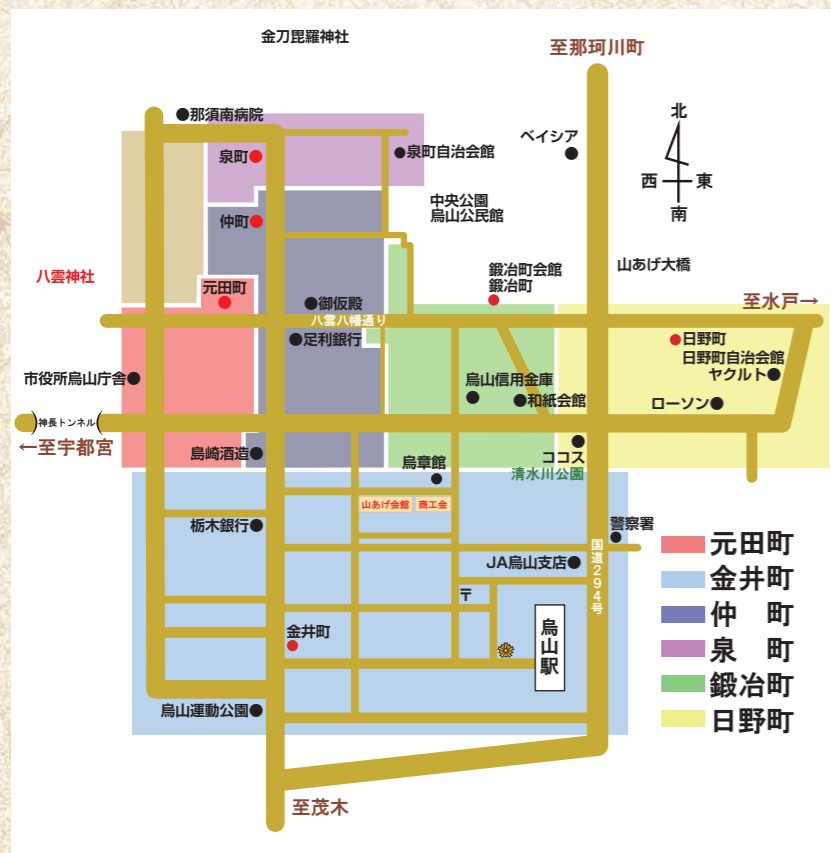 金刀毘羅神社
至那珂川町
那須南病院
ベイシア
北
西 東
南
泉町
泉町自治会館
中央公園
烏山公民館
仲町
山あげ大橋
八雲神社
鍛冶町会館
鍛冶町
元田町
至水戸→
御仮殿
八雲八幡通り
足利銀行
日野町
日野町自治会館
ヤクルト
市役所烏山庁舎
烏山信用金庫
和紙会館
ローソン
神長トンネル
←至宇都宮
島崎酒造
烏章館
ココス
清水川公園
山あげ会館 商工会
栃木銀行
警察署
国道294号
JA烏山支店
〒
金井町
烏山駅
烏山運動公園
至茂木
元田町
金井町
仲　町
泉　町
鍛冶町
日野町